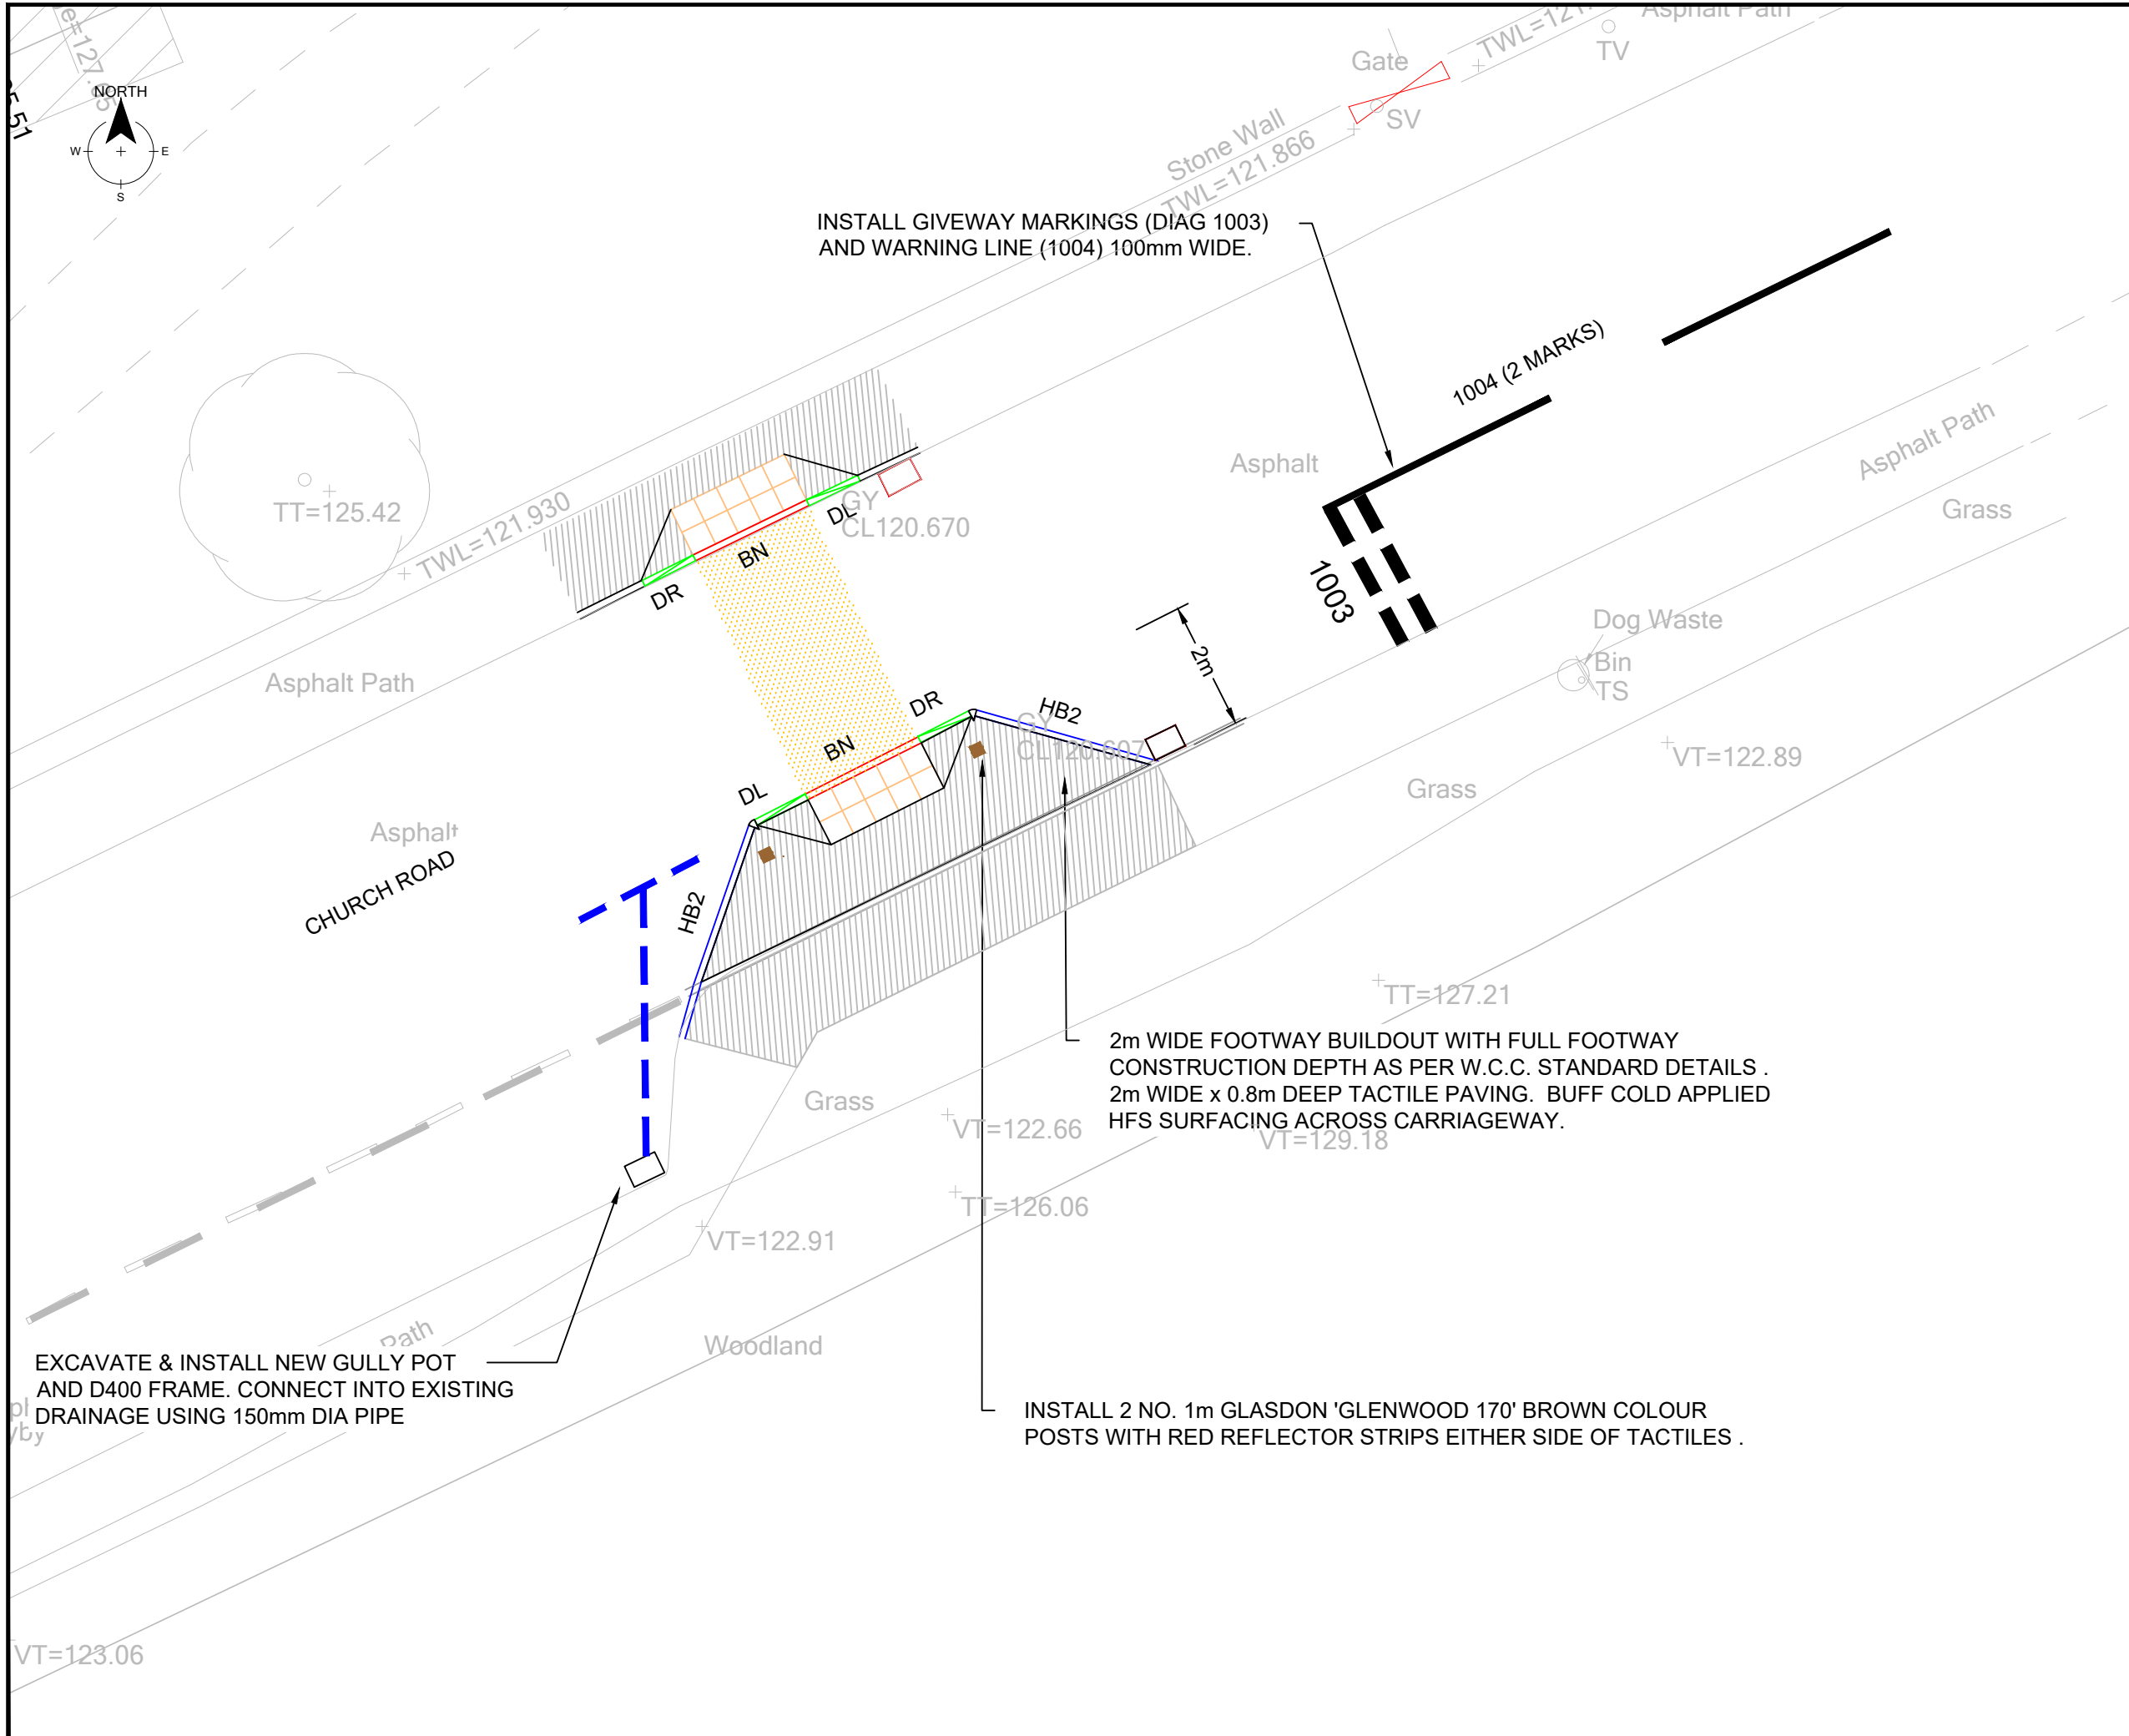 Asphalt Path
TV
Gate
SV
Stone Wall
TWL=121.866
NORTH
W
E
S
INSTALL GIVEWAY MARKINGS (DIAG 1003)
AND WARNING LINE (1004) 100mm WIDE.
1004 (2 MARKS)
1003
Asphalt
Asphalt Path
Grass
TT=125.42
TWL=121.930
GY
CL120.670
DL
BN
DR
Asphalt Path
2m
Dog Waste
Bin
TS
VT=122.89
Grass
DR
HB2
GY
CL120.607
BN
DL
HB2
Asphalt
CHURCH ROAD
TT=127.21
2m WIDE FOOTWAY BUILDOUT WITH FULL FOOTWAY
CONSTRUCTION DEPTH AS PER W.C.C. STANDARD DETAILS .
2m WIDE x 0.8m DEEP TACTILE PAVING. BUFF COLD APPLIED
HFS SURFACING ACROSS CARRIAGEWAY.
Grass
VT=122.66
VT=129.18
TT=126.06
VT=122.91
Woodland
Path
EXCAVATE & INSTALL NEW GULLY POT
AND D400 FRAME. CONNECT INTO EXISTING
DRAINAGE USING 150mm DIA PIPE
INSTALL 2 NO. 1m GLASDON 'GLENWOOD 170' BROWN COLOUR
POSTS WITH RED REFLECTOR STRIPS EITHER SIDE OF TACTILES .
VT=123.06